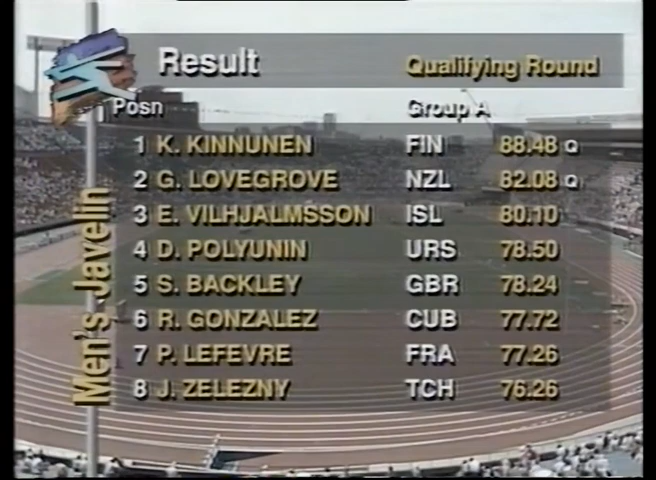 Result Qualifying Round
Posn Group A
1 K. KINNUNEN FIN 88.48 Q
2 G. LOVEGROVE NZL 82.08 Q
3 E. VILHJALMSSON ISL 80.10
4 D. POLYUNIN URS 78.50
5 S. BACKLEY GBR 78.24
6 R. GONZALEZ CUB 77.72
7 P. LEFEVRE FRA 77.26
8 J. ZELEZNY TCH 76.26
Men's Javelin